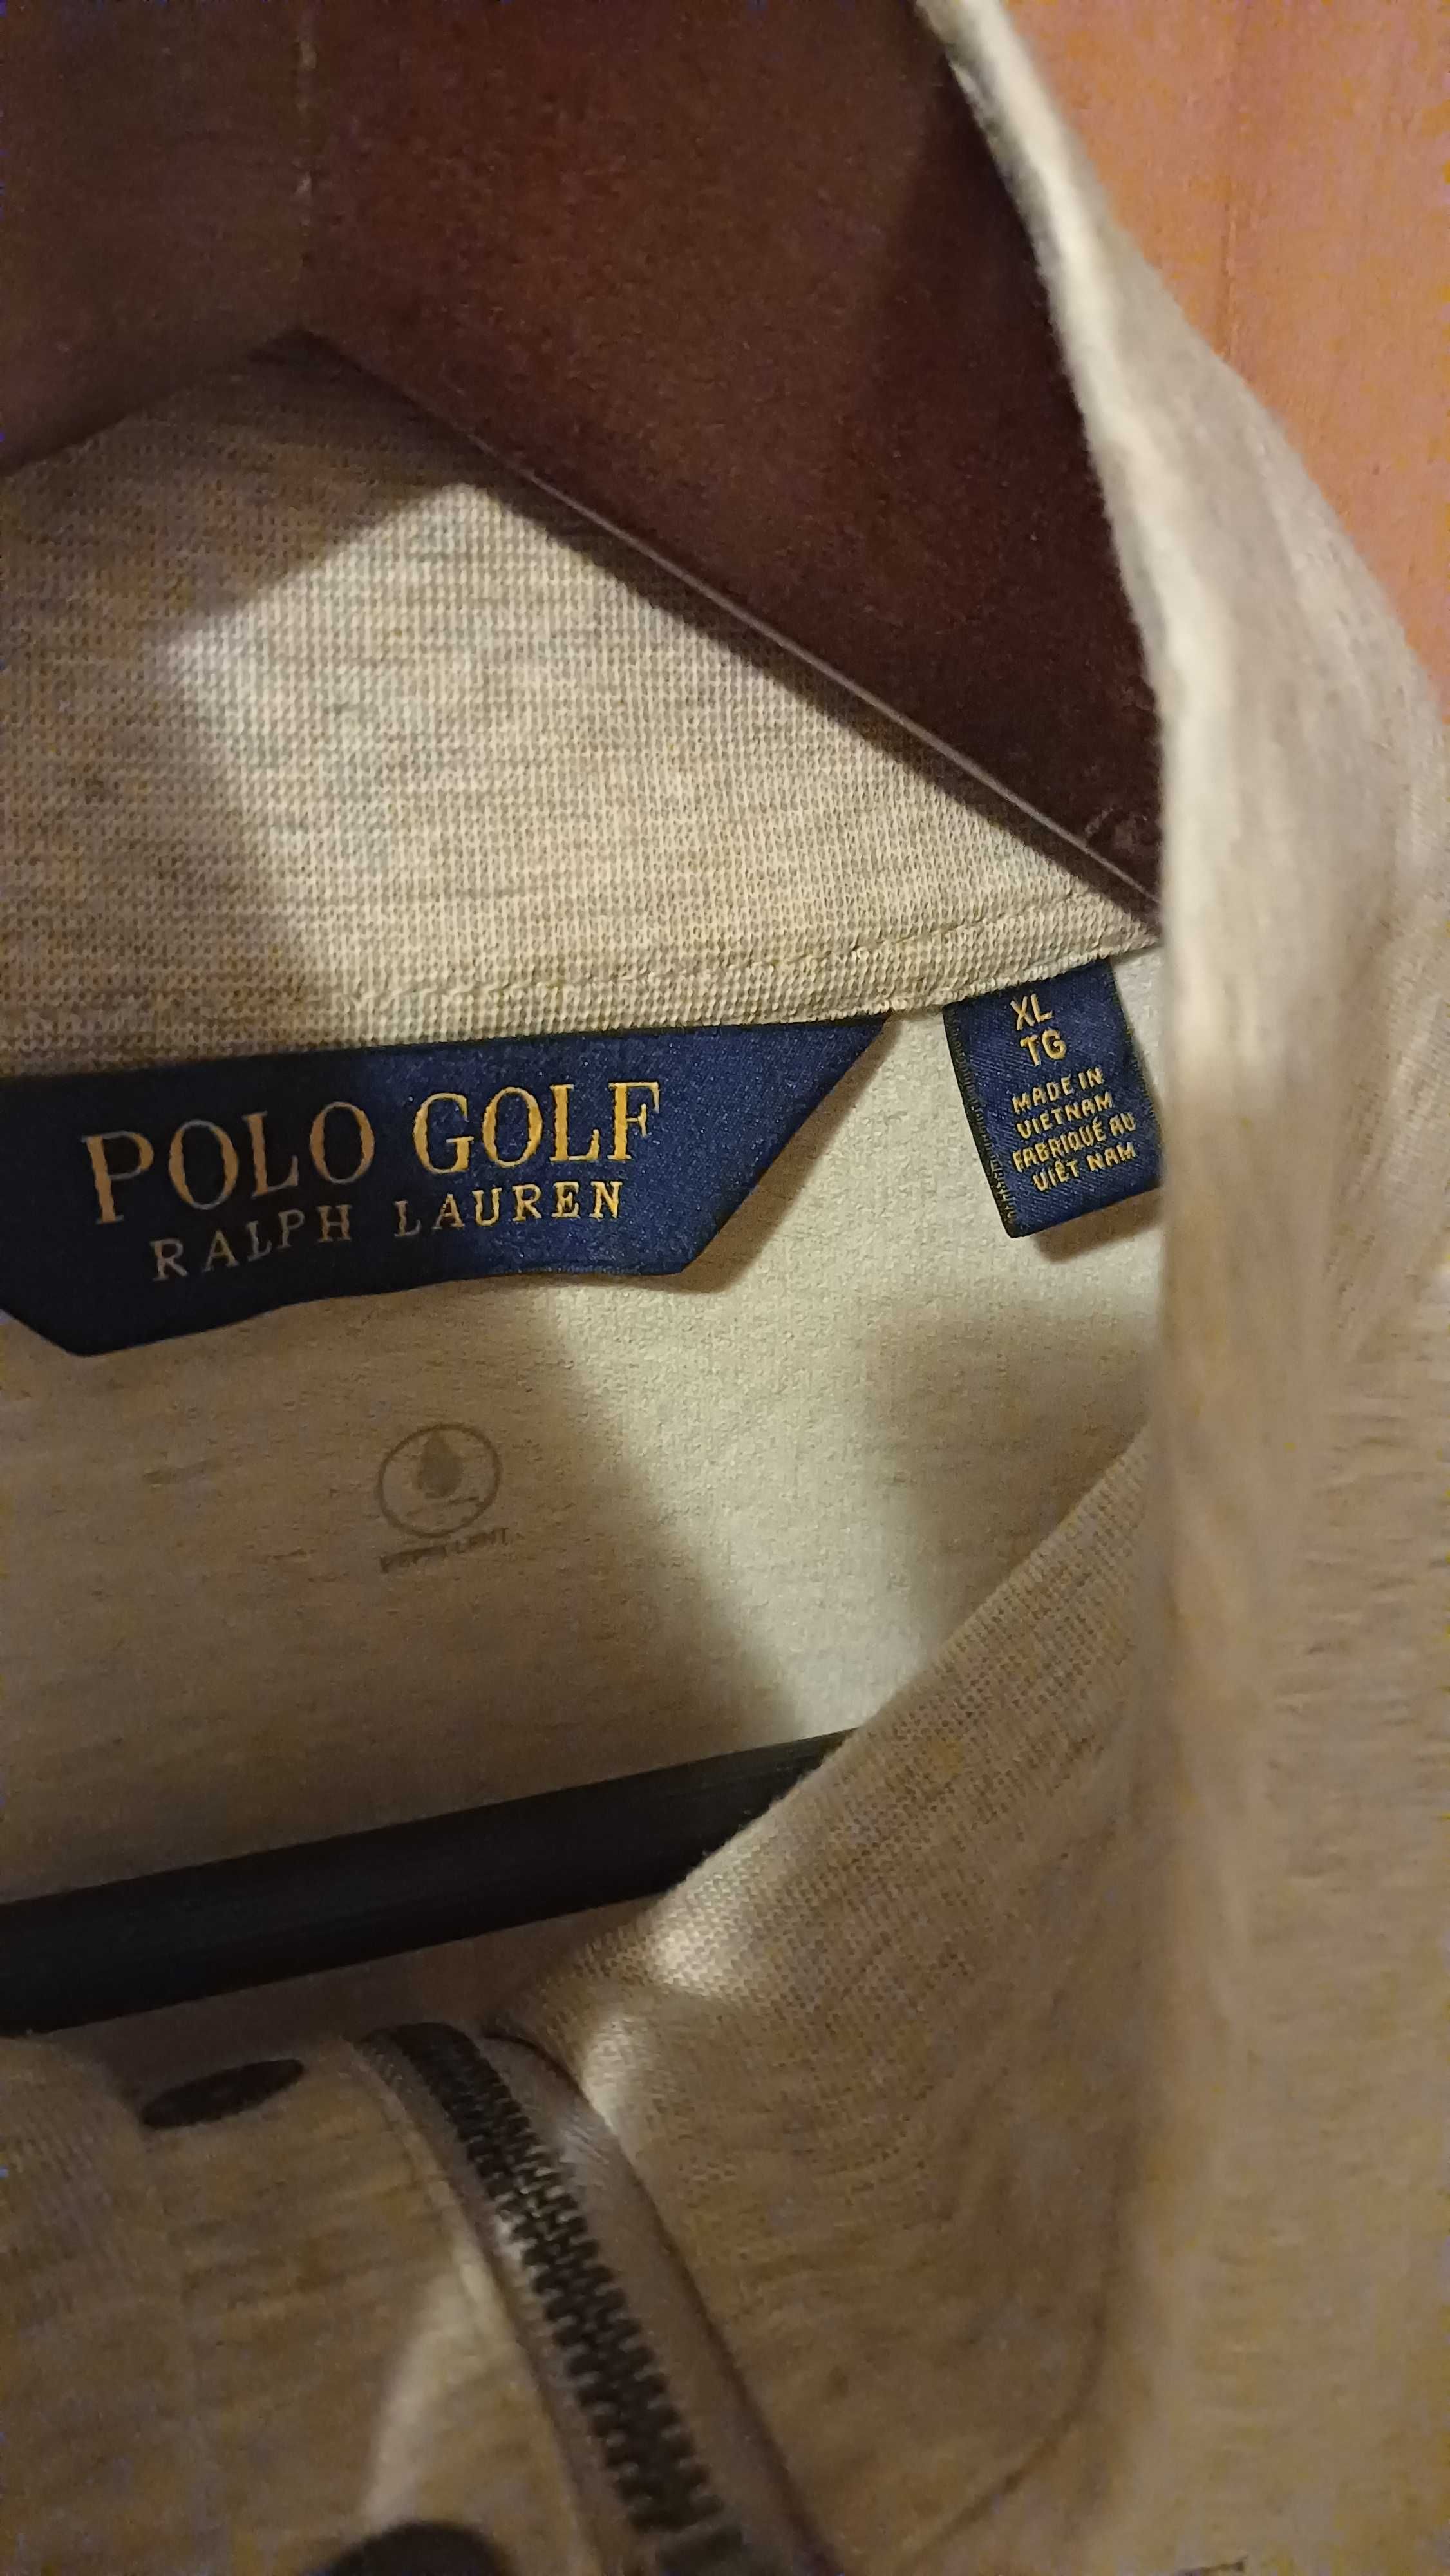 POLO GOLF
RALPH LAUREN
XL
TG
MADE IN
VIETNAM
FABRIQUÉ AU
VIÊT NAM